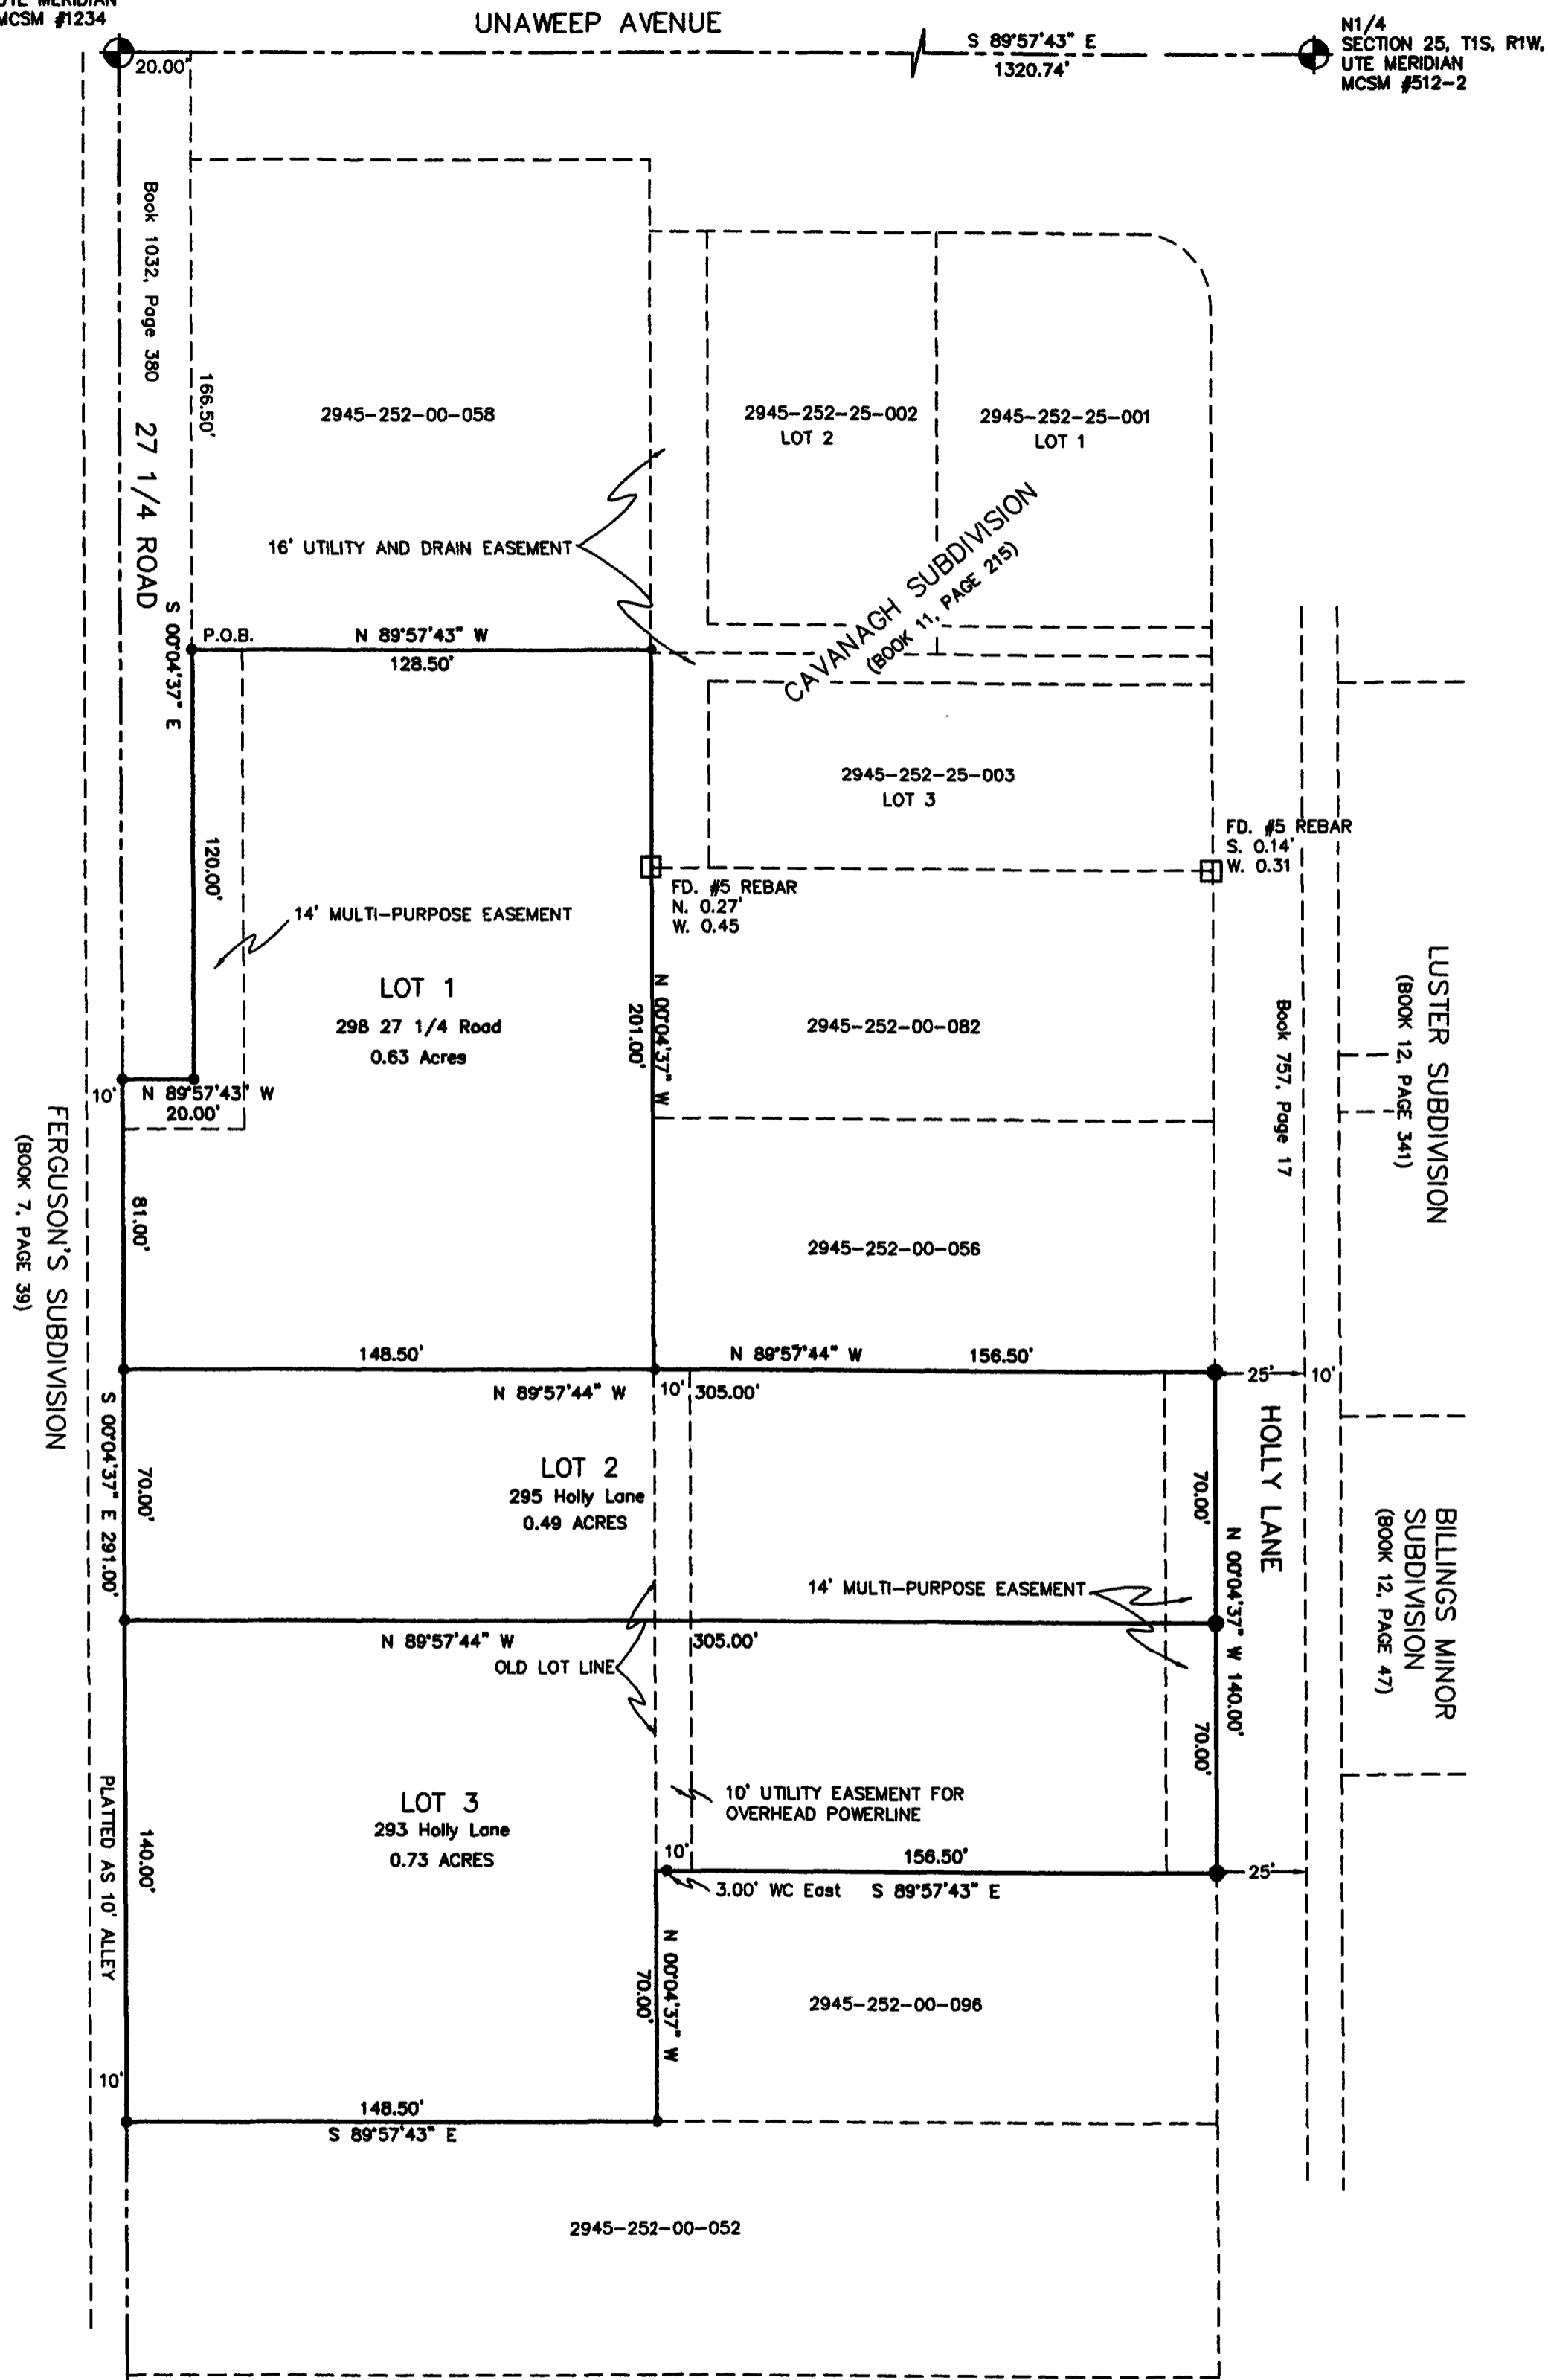 UTE MERIDIAN
MCSM #1234
UNAWEEP AVENUE
S 89°57'43" E
1320.74'
N1/4
SECTION 25, T1S, R1W,
UTE MERIDIAN
MCSM #512-2
20.00'
Book 1032, Page 380
27 1/4 ROAD
166.50'
2945-252-00-058
2945-252-25-002
LOT 2
2945-252-25-001
LOT 1
16' UTILITY AND DRAIN EASEMENT
CAVANAGH SUBDIVISION
(BOOK 11, PAGE 215)
S 00°04'37" E
P.O.B.
N 89°57'43" W
128.50'
2945-252-25-003
LOT 3
FD. #5 REBAR
S. 0.14'
W. 0.31
120.00'
FD. #5 REBAR
N. 0.27'
W. 0.45
14' MULTI-PURPOSE EASEMENT
LOT 1
298 27 1/4 Road
0.63 Acres
N 00°04'37" W
201.00'
2945-252-00-082
Book 757, Page 17
LUSTER SUBDIVISION
(BOOK 12, PAGE 341)
10'
N 89°57'43" W
20.00'
FERGUSON'S SUBDIVISION
(BOOK 7, PAGE 39)
81.00'
2945-252-00-056
148.50'
N 89°57'44" W
156.50'
25'
10'
N 89°57'44" W
10'
305.00'
S 00°04'37" E 291.00'
70.00'
LOT 2
295 Holly Lane
0.49 ACRES
70.00'
HOLLY LANE
N 00°04'37" W 140.00'
BILLINGS MINOR
SUBDIVISION
(BOOK 12, PAGE 47)
14' MULTI-PURPOSE EASEMENT
N 89°57'44" W
305.00'
OLD LOT LINE
70.00'
PLATTED AS 10' ALLEY
140.00'
LOT 3
293 Holly Lane
0.73 ACRES
10' UTILITY EASEMENT FOR
OVERHEAD POWERLINE
10'
156.50'
25'
3.00' WC East
S 89°57'43" E
N 00°04'37" W
70.00'
2945-252-00-096
10'
148.50'
S 89°57'43" E
2945-252-00-052